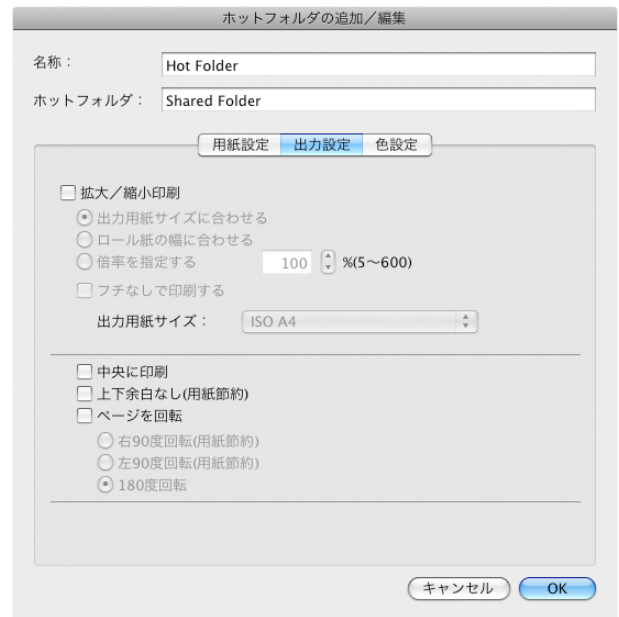 ホットフォルダの追加／編集
名称： Hot Folder
ホットフォルダ： Shared Folder
用紙設定 出力設定 色設定
拡大／縮小印刷
出力用紙サイズに合わせる
ロール紙の幅に合わせる
倍率を指定する 100 %(5～600)
フチなしで印刷する
出力用紙サイズ： ISO A4
中央に印刷
上下余白なし(用紙節約)
ページを回転
右90度回転(用紙節約)
左90度回転(用紙節約)
180度回転
キャンセル OK